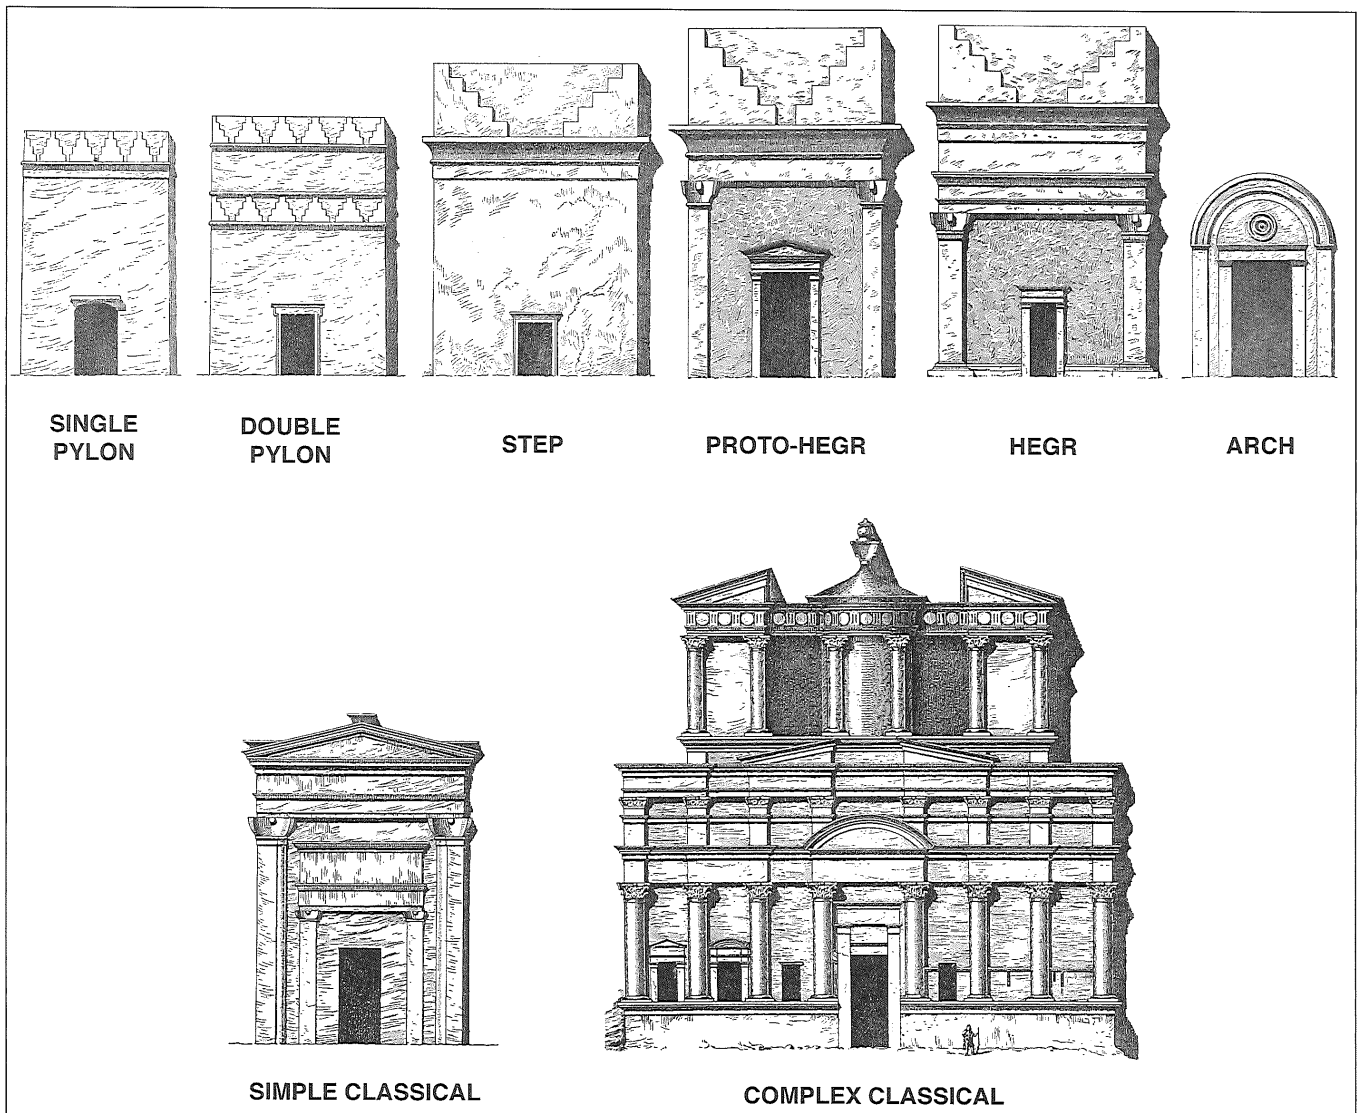 SINGLE
PYLON
DOUBLE
PYLON
STEP
PROTO-HEGR
HEGR
ARCH
SIMPLE CLASSICAL
COMPLEX CLASSICAL